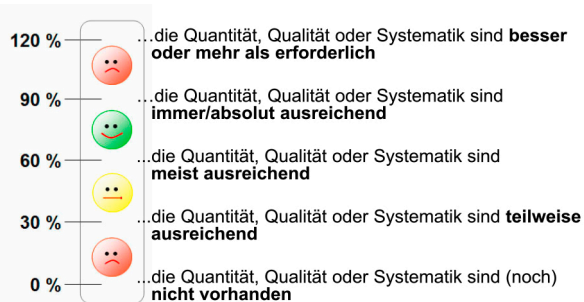 120 %
…die Quantität, Qualität oder Systematik sind besser
oder mehr als erforderlich
90 %
…die Quantität, Qualität oder Systematik sind
immer/absolut ausreichend
60 %
...die Quantität, Qualität oder Systematik sind
meist ausreichend
30 %
...die Quantität, Qualität oder Systematik sind teilweise
ausreichend
0 %
...die Quantität, Qualität oder Systematik sind (noch)
nicht vorhanden